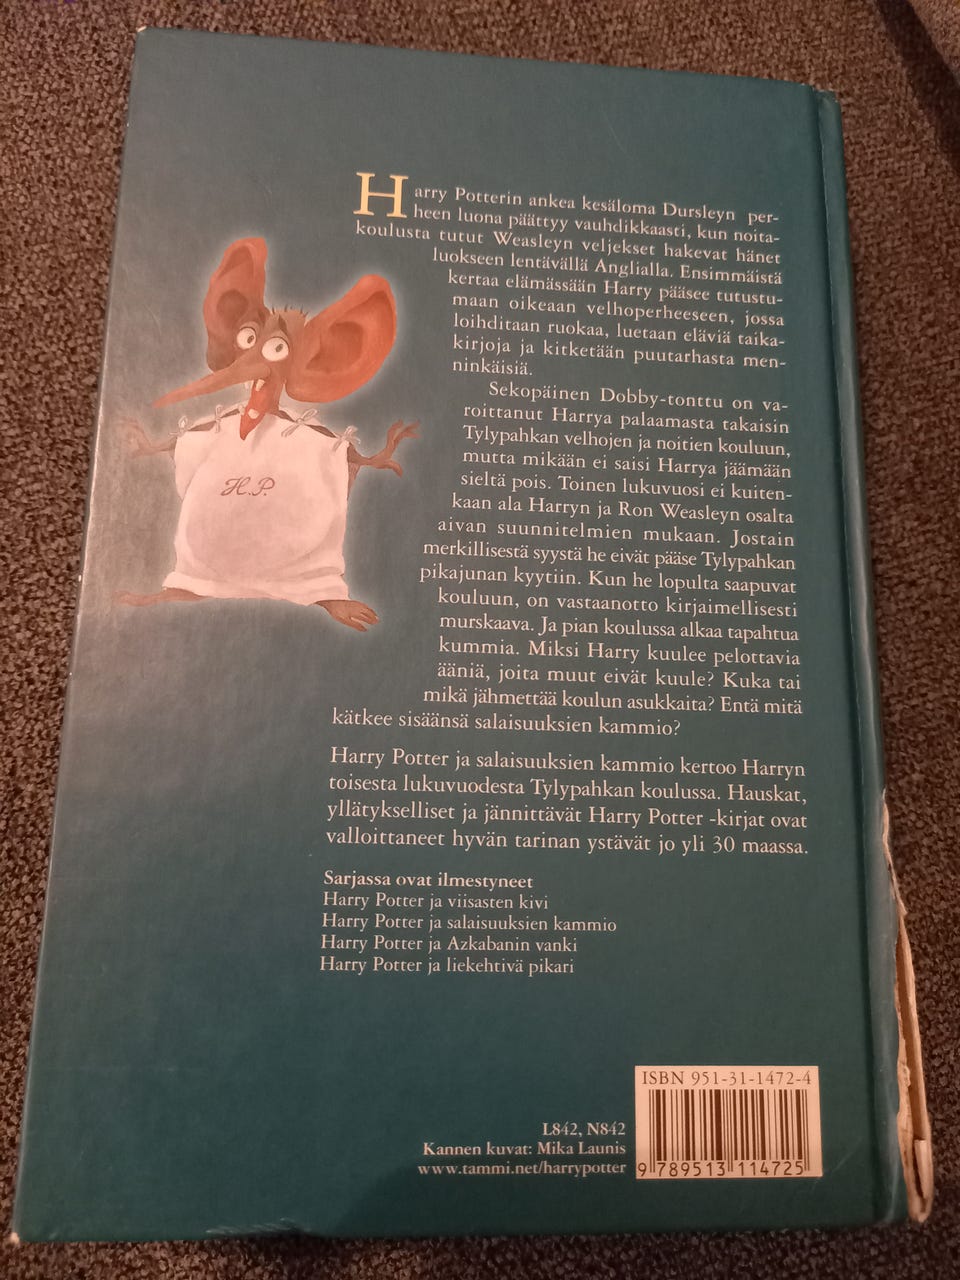 Harry Potterin ankea kesäloma Dursleyn per-
heen luona päättyy vauhdikkaasti, kun noita-
koulusta tutut Weasleyn veljekset hakevat hänet
luokseen lentävällä Anglialla. Ensimmäistä
kertaa elämässään Harry pääsee tutustu-
maan oikeaan velhoperheeseen, jossa
loihditaan ruokaa, luetaan eläviä taika-
kirjoja ja kitketään puutarhasta men-
ninkäisiä.
Sekopäinen Dobby-tonttu on va-
roittanut Harrya palaamasta takaisin
Tylypahkan velhojen ja noitien kouluun,
mutta mikään ei saisi Harrya jäämään
sieltä pois. Toinen lukuvuosi ei kuiten-
kaan ala Harryn ja Ron Weasleyn osalta
aivan suunnitelmien mukaan. Jostain
merkillisestä syystä he eivät pääse Tylypahkan
pikajunan kyytiin. Kun he lopulta saapuvat
kouluun, on vastaanotto kirjaimellisesti
murskaava. Ja pian koulussa alkaa tapahtua
kummia. Miksi Harry kuulee pelottavia
ääniä, joita muut eivät kuule? Kuka tai
mikä jähmettää koulun asukkaita? Entä mitä
kätkee sisäänsä salaisuuksien kammio?
H.P.
Harry Potter ja salaisuuksien kammio kertoo Harryn
toisesta lukuvuodesta Tylypahkan koulussa. Hauskat,
yllätykselliset ja jännittävät Harry Potter -kirjat ovat
valloittaneet hyvän tarinan ystävät jo yli 30 maassa.
Sarjassa ovat ilmestyneet
Harry Potter ja viisasten kivi
Harry Potter ja salaisuuksien kammio
Harry Potter ja Azkabanin vanki
Harry Potter ja liekehtivä pikari
ISBN 951-31-1472-4
L842, N842
Kannen kuvat: Mika Launis
www.tammi.net/harrypotter
9 789513 114725